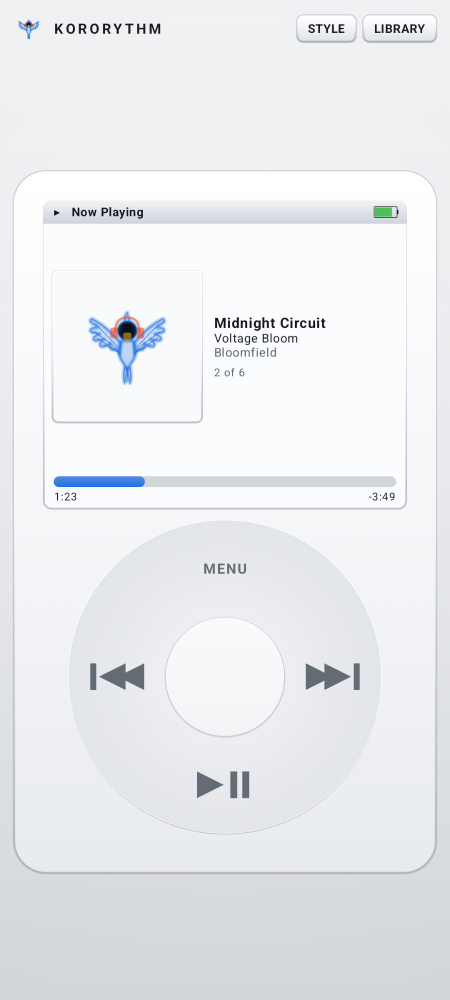 KORORYTHM
STYLE
LIBRARY
Now Playing
Midnight Circuit
Voltage Bloom
Bloomfield
2 of 6
1:23
-3:49
MENU